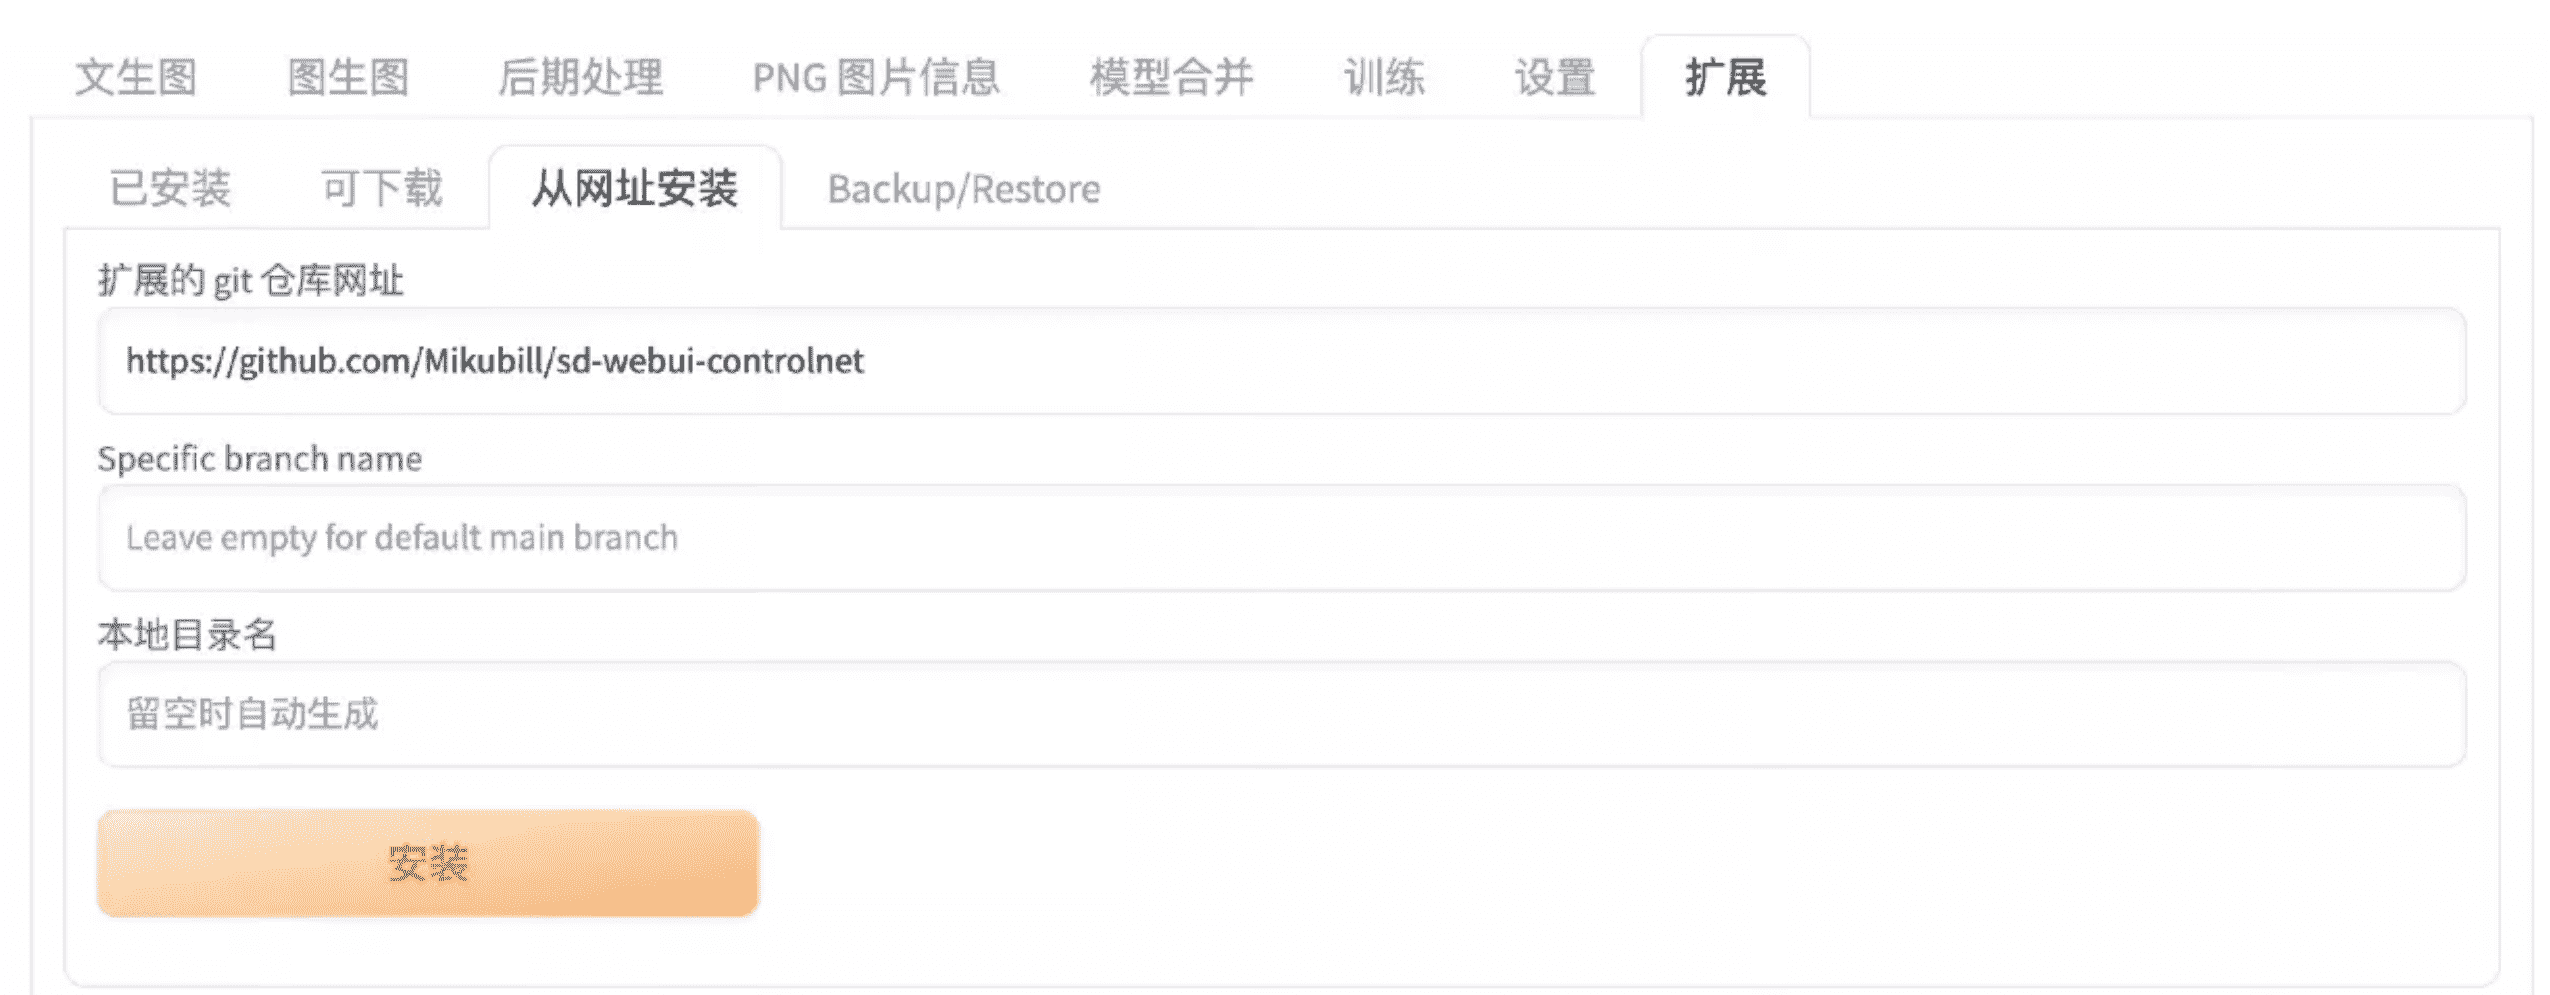 文生图 图生图 后期处理 PNG 图片信息 模型合并 训练 设置 扩展
已安装 可下载 从网址安装 Backup/Restore
扩展的 git 仓库网址
https://github.com/Mikubill/sd-webui-controlnet
Specific branch name
Leave empty for default main branch
本地目录名
留空时自动生成
安装